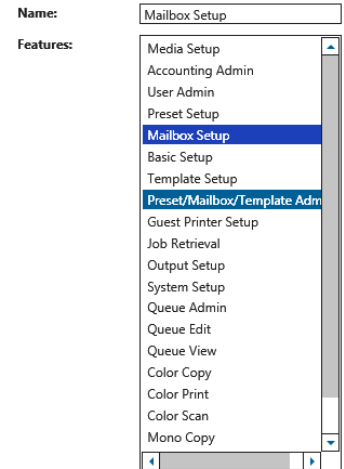 Name:
Mailbox Setup
Features:
Media Setup
Accounting Admin
User Admin
Preset Setup
Mailbox Setup
Basic Setup
Template Setup
Preset/Mailbox/Template Adm
Guest Printer Setup
Job Retrieval
Output Setup
System Setup
Queue Admin
Queue Edit
Queue View
Color Copy
Color Print
Color Scan
Mono Copy